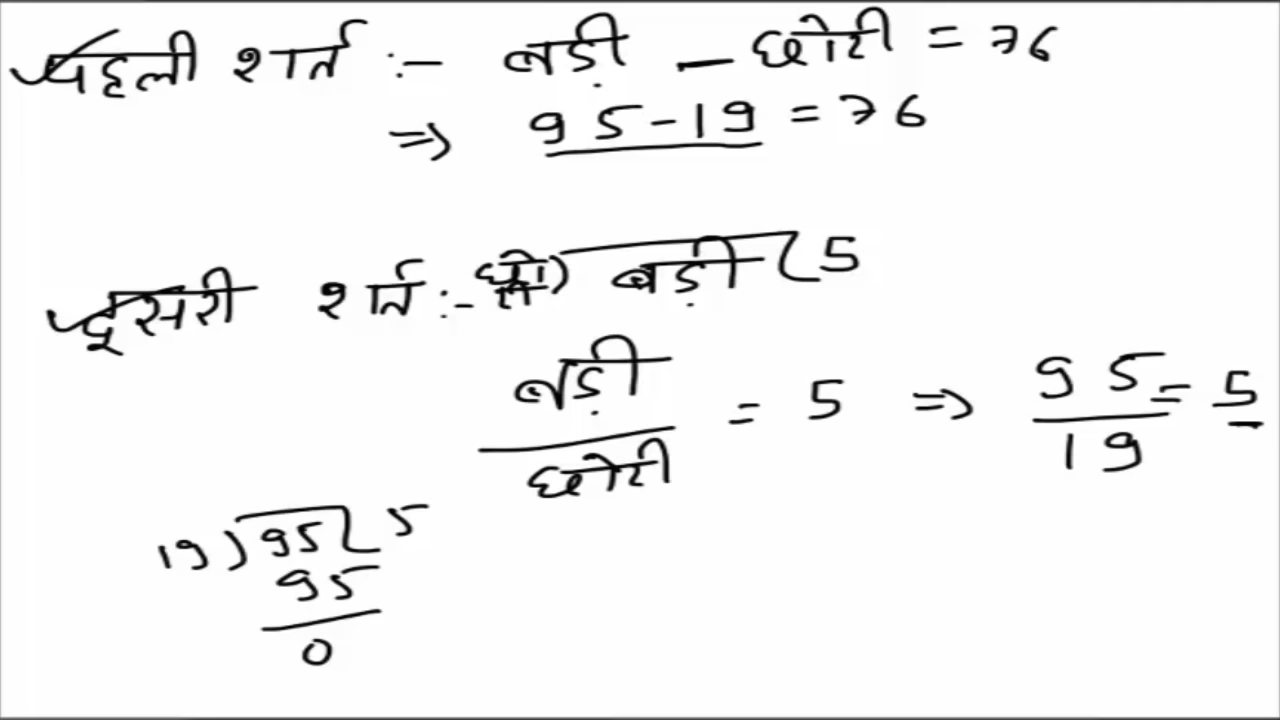 पहली शर्त :- बड़ी - छोटी = 76
=> 95-19 = 76
दूसरी शर्त :- ) बड़ी ( 5
बड़ी / छोटी = 5 => 95 / 19 = 5
19 ) 95 ( 5
95
0